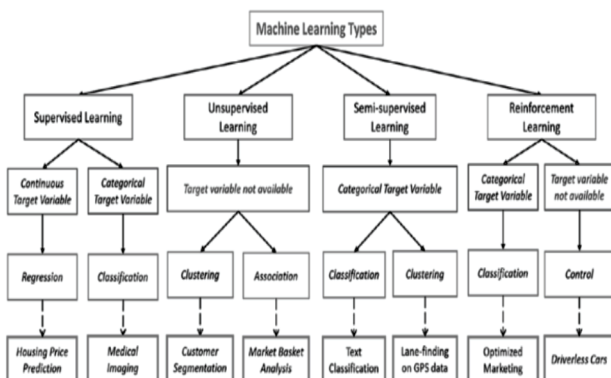 Machine Learning Types
Supervised Learning
Unsupervised
Learning
Semi-supervised
Learning
Reinforcement
Learning
Continuous
Target Variable
Categorical
Target Variable
Target variable not available
Categorical Target Variable
Categorical
Target Variable
Target variable
not available
Regression
Classification
Clustering
Association
Classification
Clustering
Classification
Control
Housing Price
Prediction
Medical
Imaging
Customer
Segmentation
Market Basket
Analysis
Text
Classification
Lane-finding
on GPS data
Optimized
Marketing
Driverless Cars